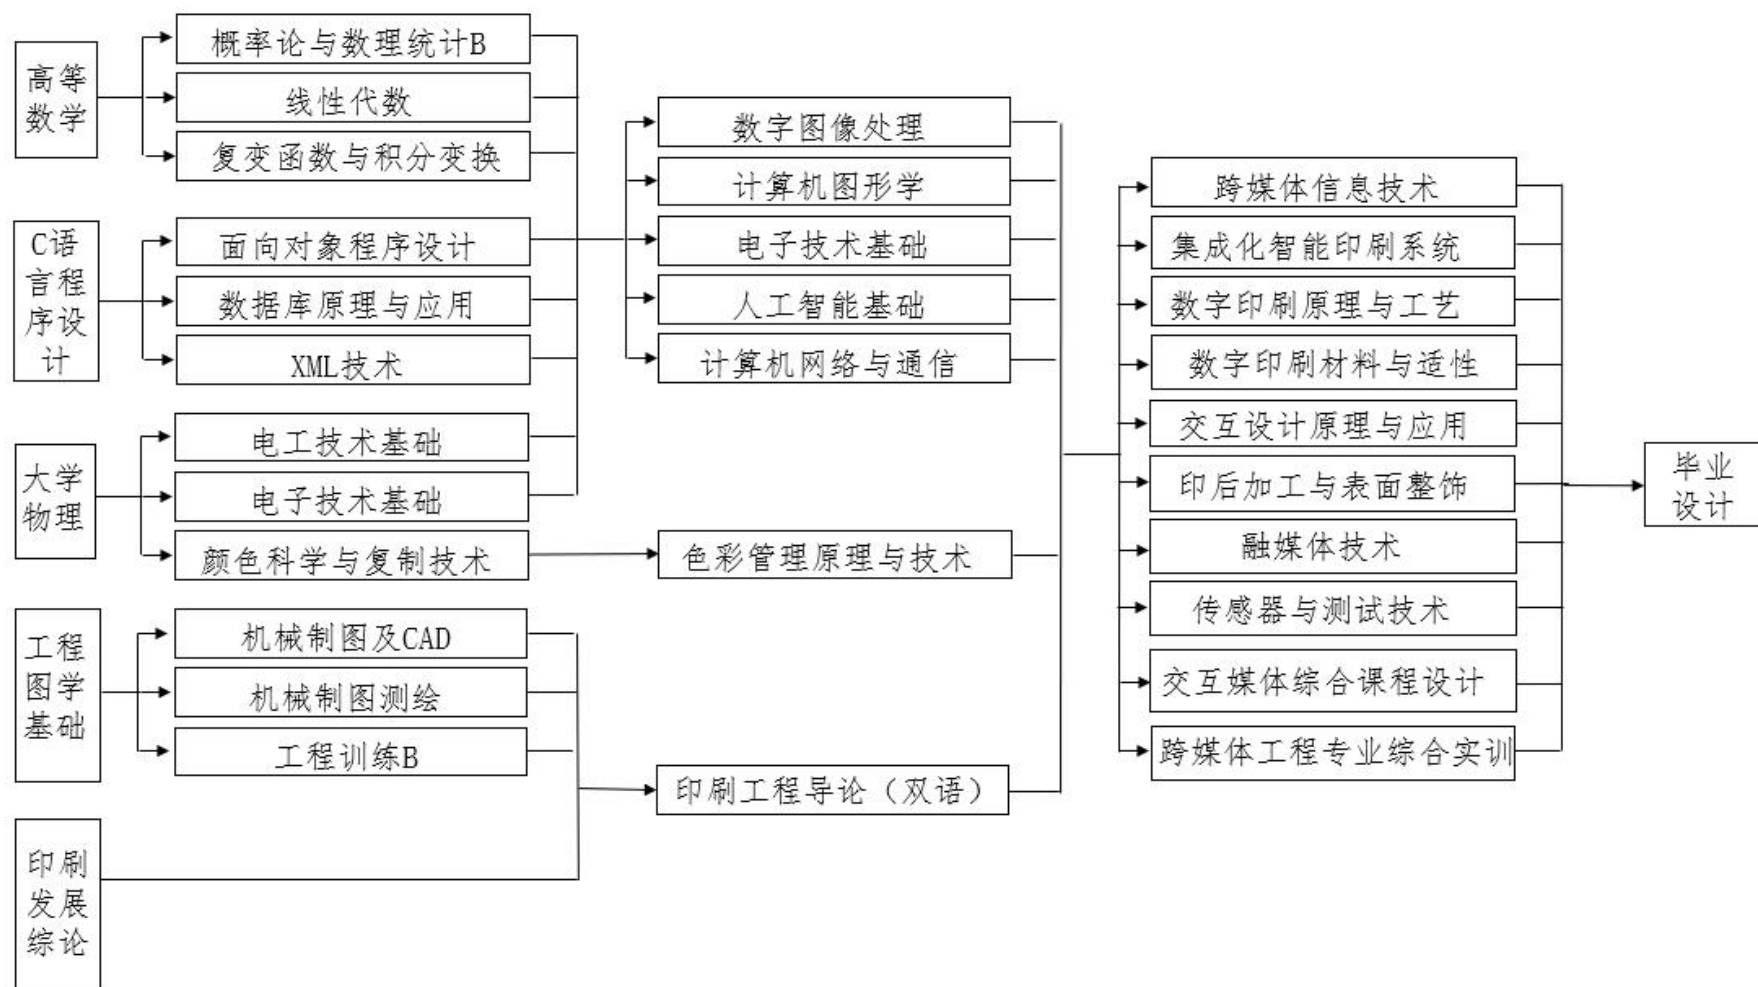 高等
数学
概率论与数理统计B
线性代数
复变函数与积分变换
C语
言程
序设
计
面向对象程序设计
数据库原理与应用
XML技术
大学
物理
电工技术基础
电子技术基础
颜色科学与复制技术
工程
图学
基础
机械制图及CAD
机械制图测绘
工程训练B
印刷
发展
综论
数字图像处理
计算机图形学
电子技术基础
人工智能基础
计算机网络与通信
色彩管理原理与技术
印刷工程导论（双语）
跨媒体信息技术
集成化智能印刷系统
数字印刷原理与工艺
数字印刷材料与适性
交互设计原理与应用
印后加工与表面整饰
融媒体技术
传感器与测试技术
交互媒体综合课程设计
跨媒体工程专业综合实训
毕业
设计